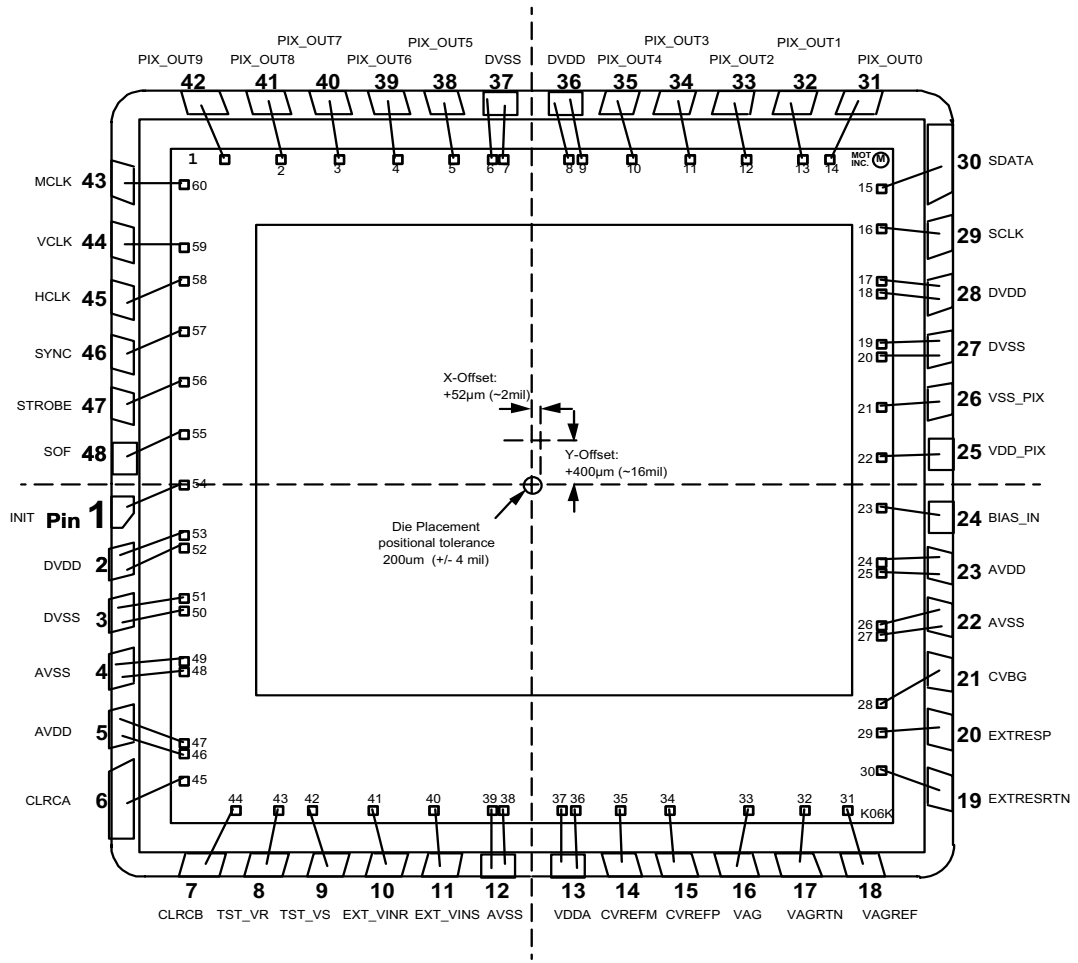 PIX_OUT9
PIX_OUT8
PIX_OUT7
PIX_OUT6
PIX_OUT5
DVSS
DVDD
PIX_OUT4
PIX_OUT3
PIX_OUT2
PIX_OUT1
PIX_OUT0
42 41 40 39 38 37 36 35 34 33 32 31
1 2 3 4 5 6 7 8 9 10 11 12 13 14
MOT
INC.
M
MCLK 43
VCLK 44
HCLK 45
SYNC 46
STROBE 47
SOF 48
INIT Pin 1
DVDD 2
DVSS 3
AVSS 4
AVDD 5
CLRCA 6
60
59
58
57
56
55
54
53
52
51
50
49
48
47
46
45
X-Offset:
+52µm (~2mil)
Y-Offset:
+400µm (~16mil)
Die Placement
positional tolerance
200um (+/- 4 mil)
15
16
17
18
19
20
21
22
23
24
25
26
27
28
29
30
30 SDATA
29 SCLK
28 DVDD
27 DVSS
26 VSS_PIX
25 VDD_PIX
24 BIAS_IN
23 AVDD
22 AVSS
21 CVBG
20 EXTRESP
19 EXTRESRTN
44 43 42 41 40 39 38 37 36 35 34 33 32 31
K06K
7 8 9 10 11 12 13 14 15 16 17 18
CLRCB TST_VR TST_VS EXT_VINR EXT_VINS AVSS VDDA CVREFM CVREFP VAG VAGRTN VAGREF